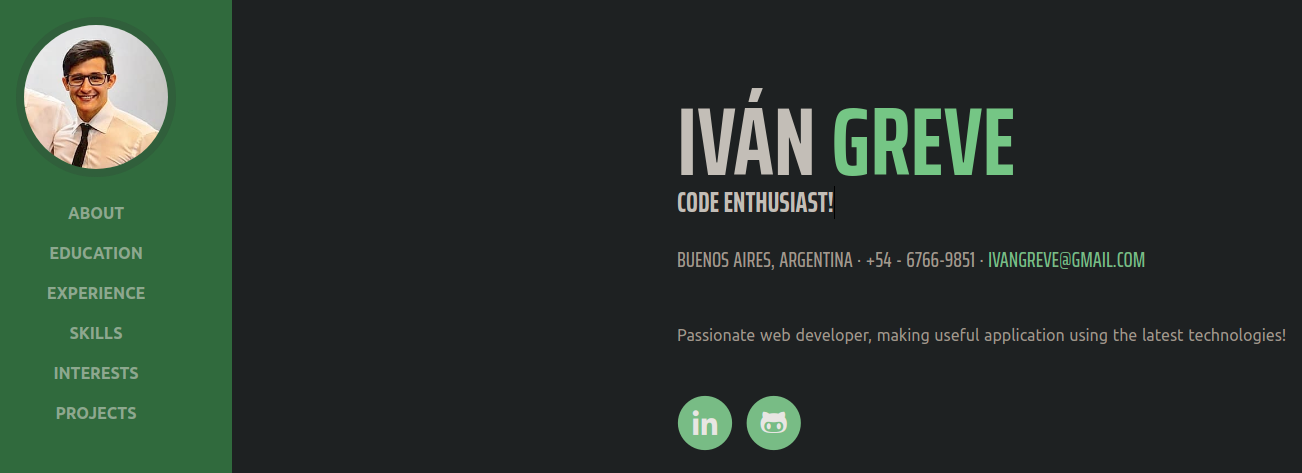 ABOUT
EDUCATION
EXPERIENCE
SKILLS
INTERESTS
PROJECTS
IVÁN GREVE
CODE ENTHUSIAST!
BUENOS AIRES, ARGENTINA · +54 - 6766-9851 · IVANGREVE@GMAIL.COM
Passionate web developer, making useful application using the latest technologies!
in